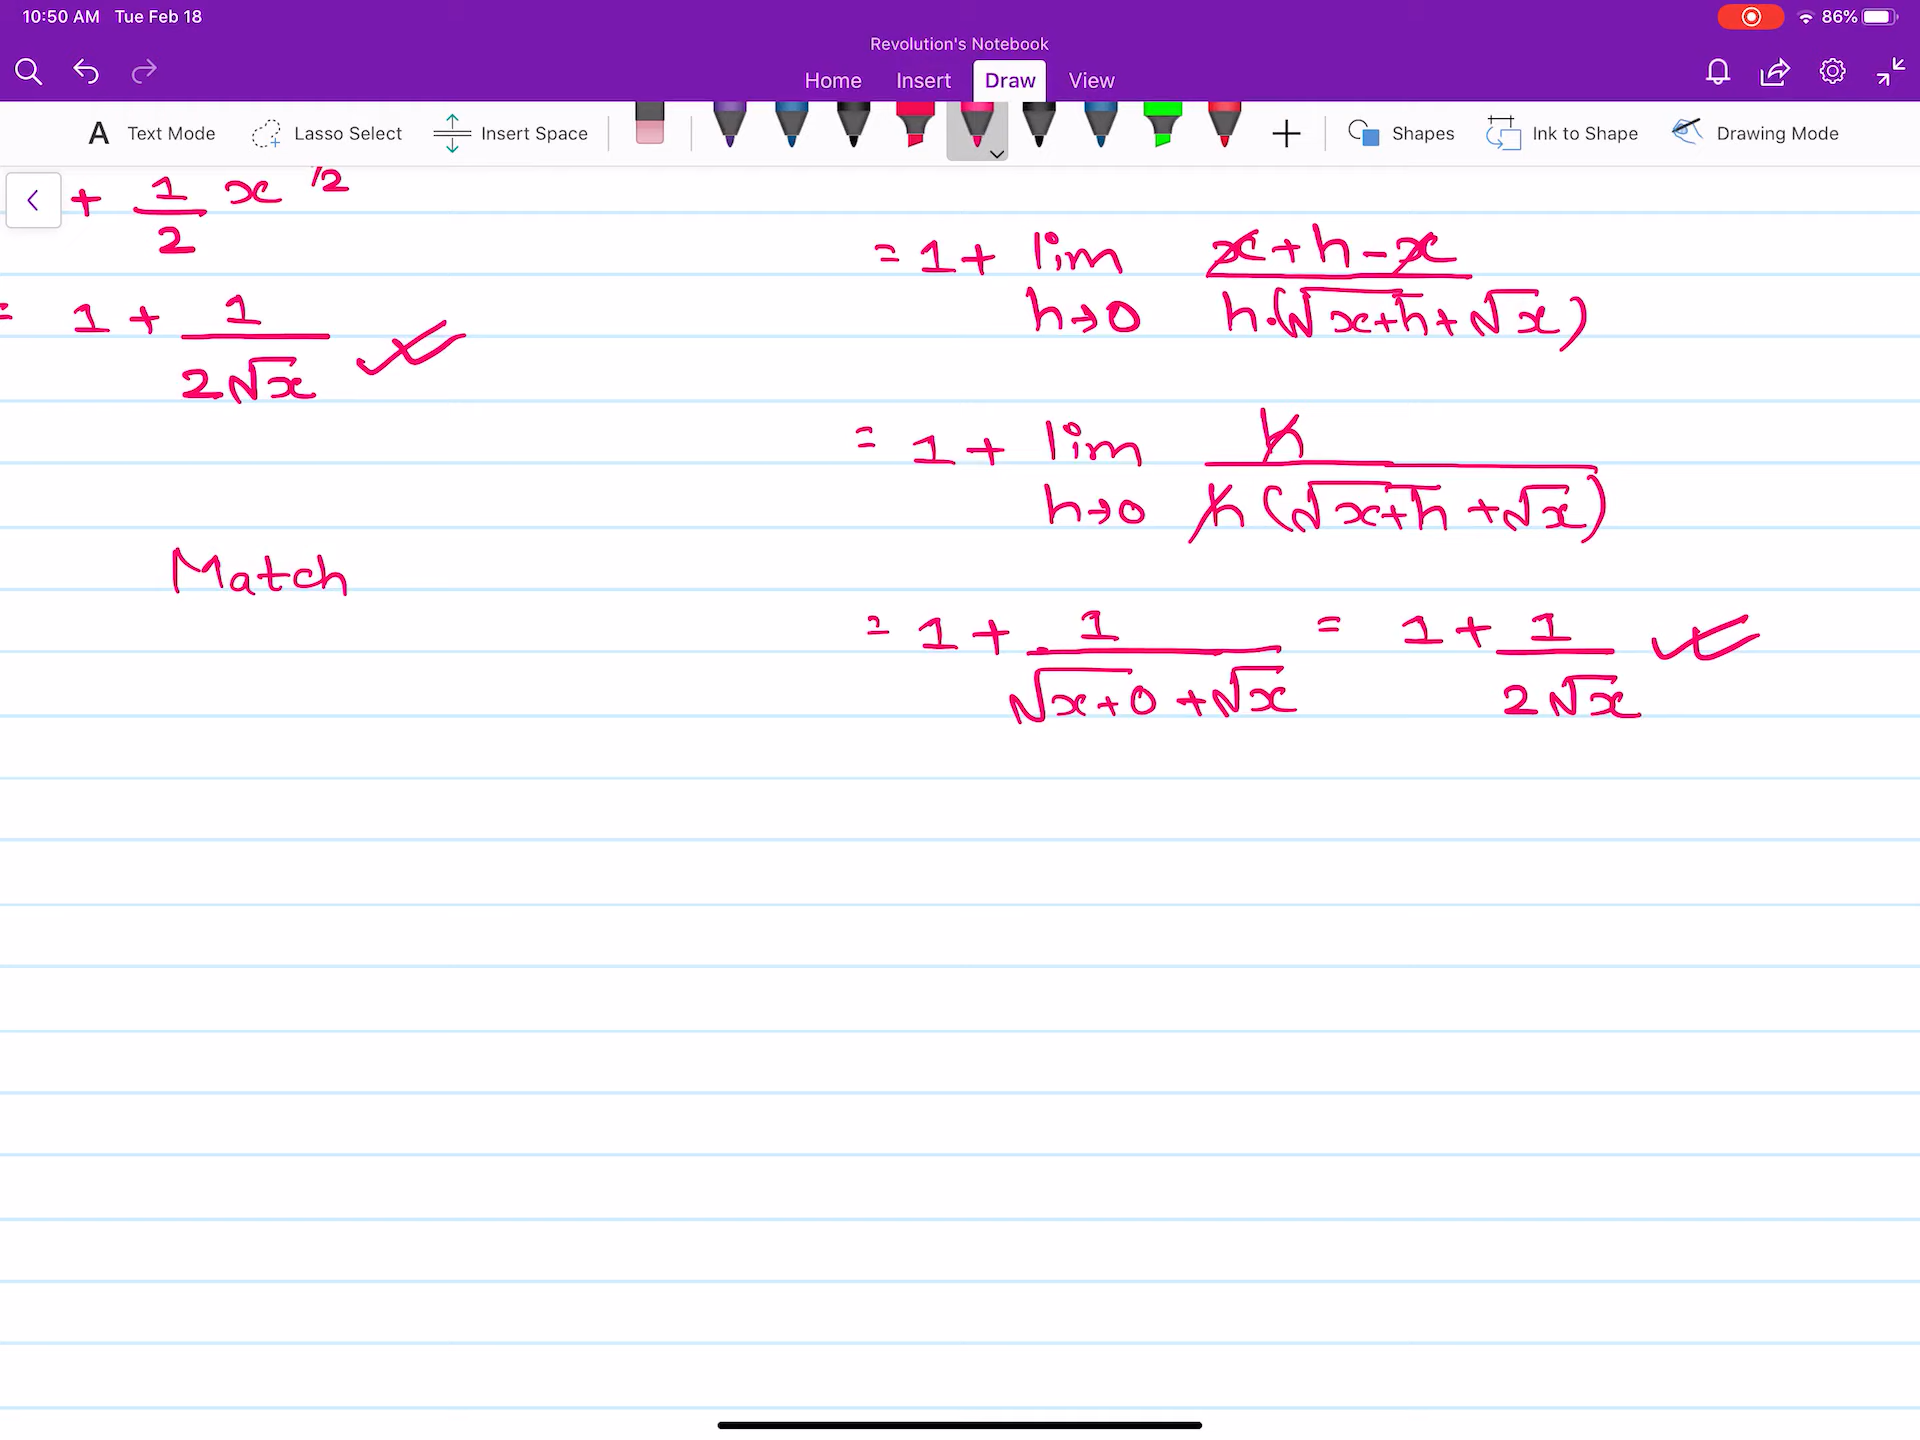 10:50 AM Tue Feb 18
86%
Revolution's Notebook
Home Insert Draw View
A Text Mode Lasso Select Insert Space Shapes Ink to Shape Drawing Mode
+ 1/2 x 1/2
= 1 + 1/(2√x)
Match
= 1 + lim h→0 (x+h-x)/(h·(√x+h + √x))
= 1 + lim h→0 h/(h (√x+h + √x))
= 1 + 1/(√x+0 + √x) = 1 + 1/(2√x)